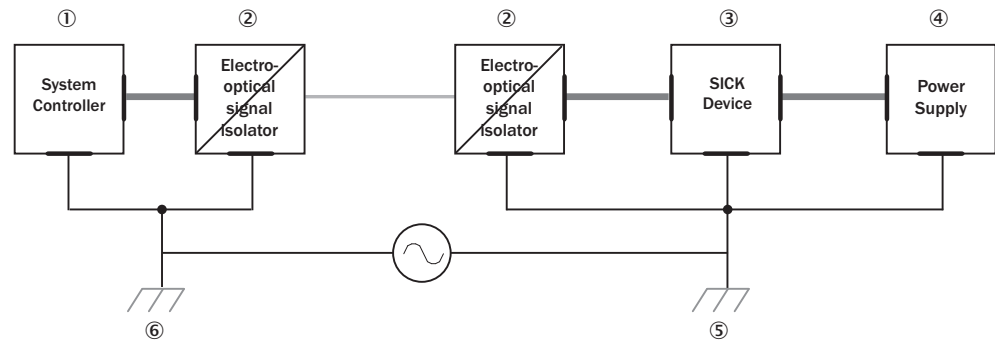 ① ② ② ③ ④
System
Controller
Electro-
optical
signal
isolator
Electro-
optical
signal
isolator
SICK
Device
Power
Supply
⑥ ⑤